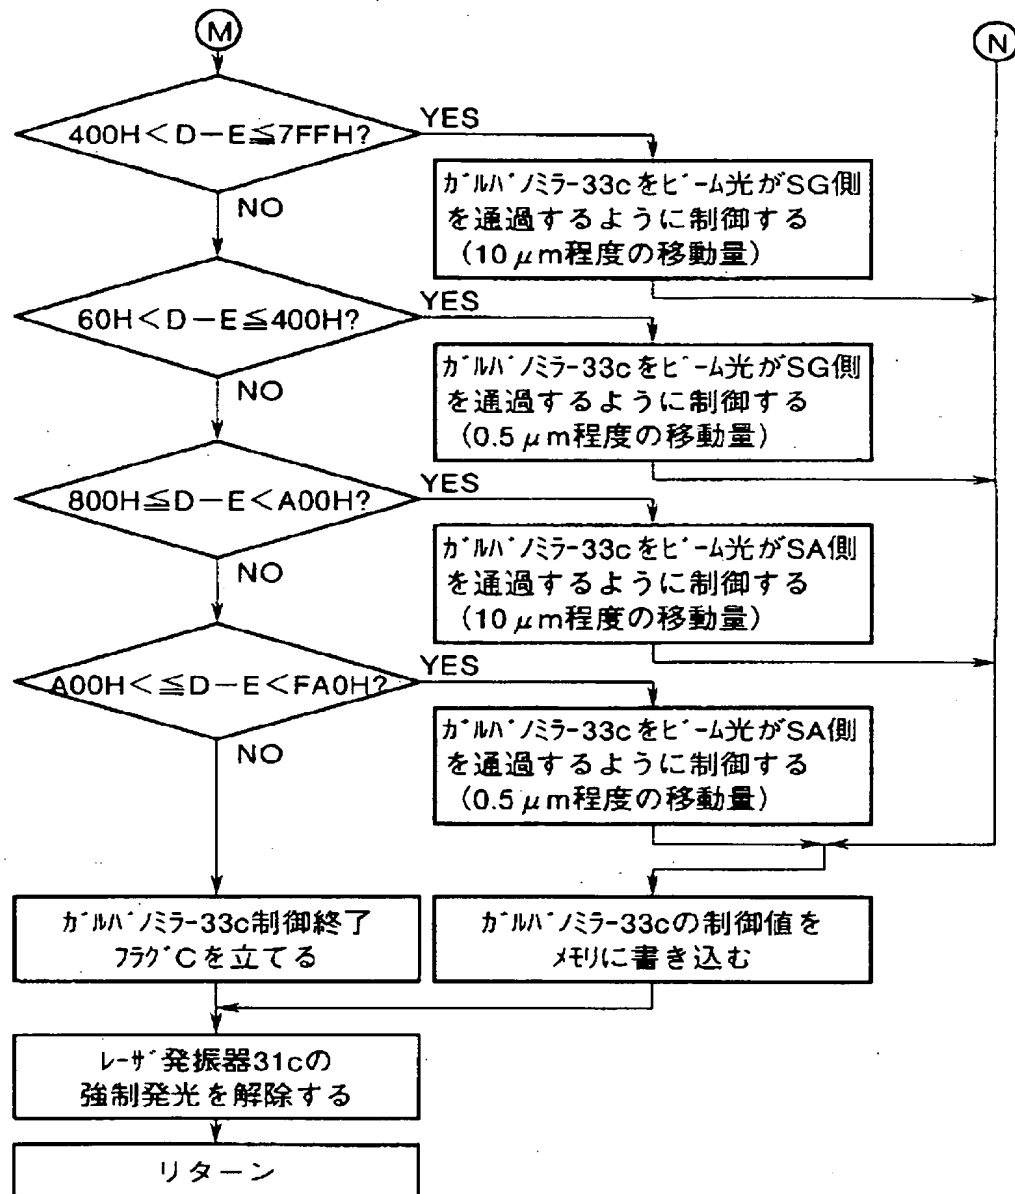 M
N
400H<D-E≦7FFH?
YES
ガルバノミラー33cをビーム光がSG側
を通過するように制御する
(10μm程度の移動量)
NO
60H<D-E≦400H?
YES
ガルバノミラー33cをビーム光がSG側
を通過するように制御する
(0.5μm程度の移動量)
NO
800H≦D-E<A00H?
YES
ガルバノミラー33cをビーム光がSA側
を通過するように制御する
(10μm程度の移動量)
NO
A00H<≦D-E<FA0H?
YES
ガルバノミラー33cをビーム光がSA側
を通過するように制御する
(0.5μm程度の移動量)
NO
ガルバノミラー33c制御終了
フラグCを立てる
ガルバノミラー33cの制御値を
メモリに書き込む
レーザ発振器31cの
強制発光を解除する
リターン